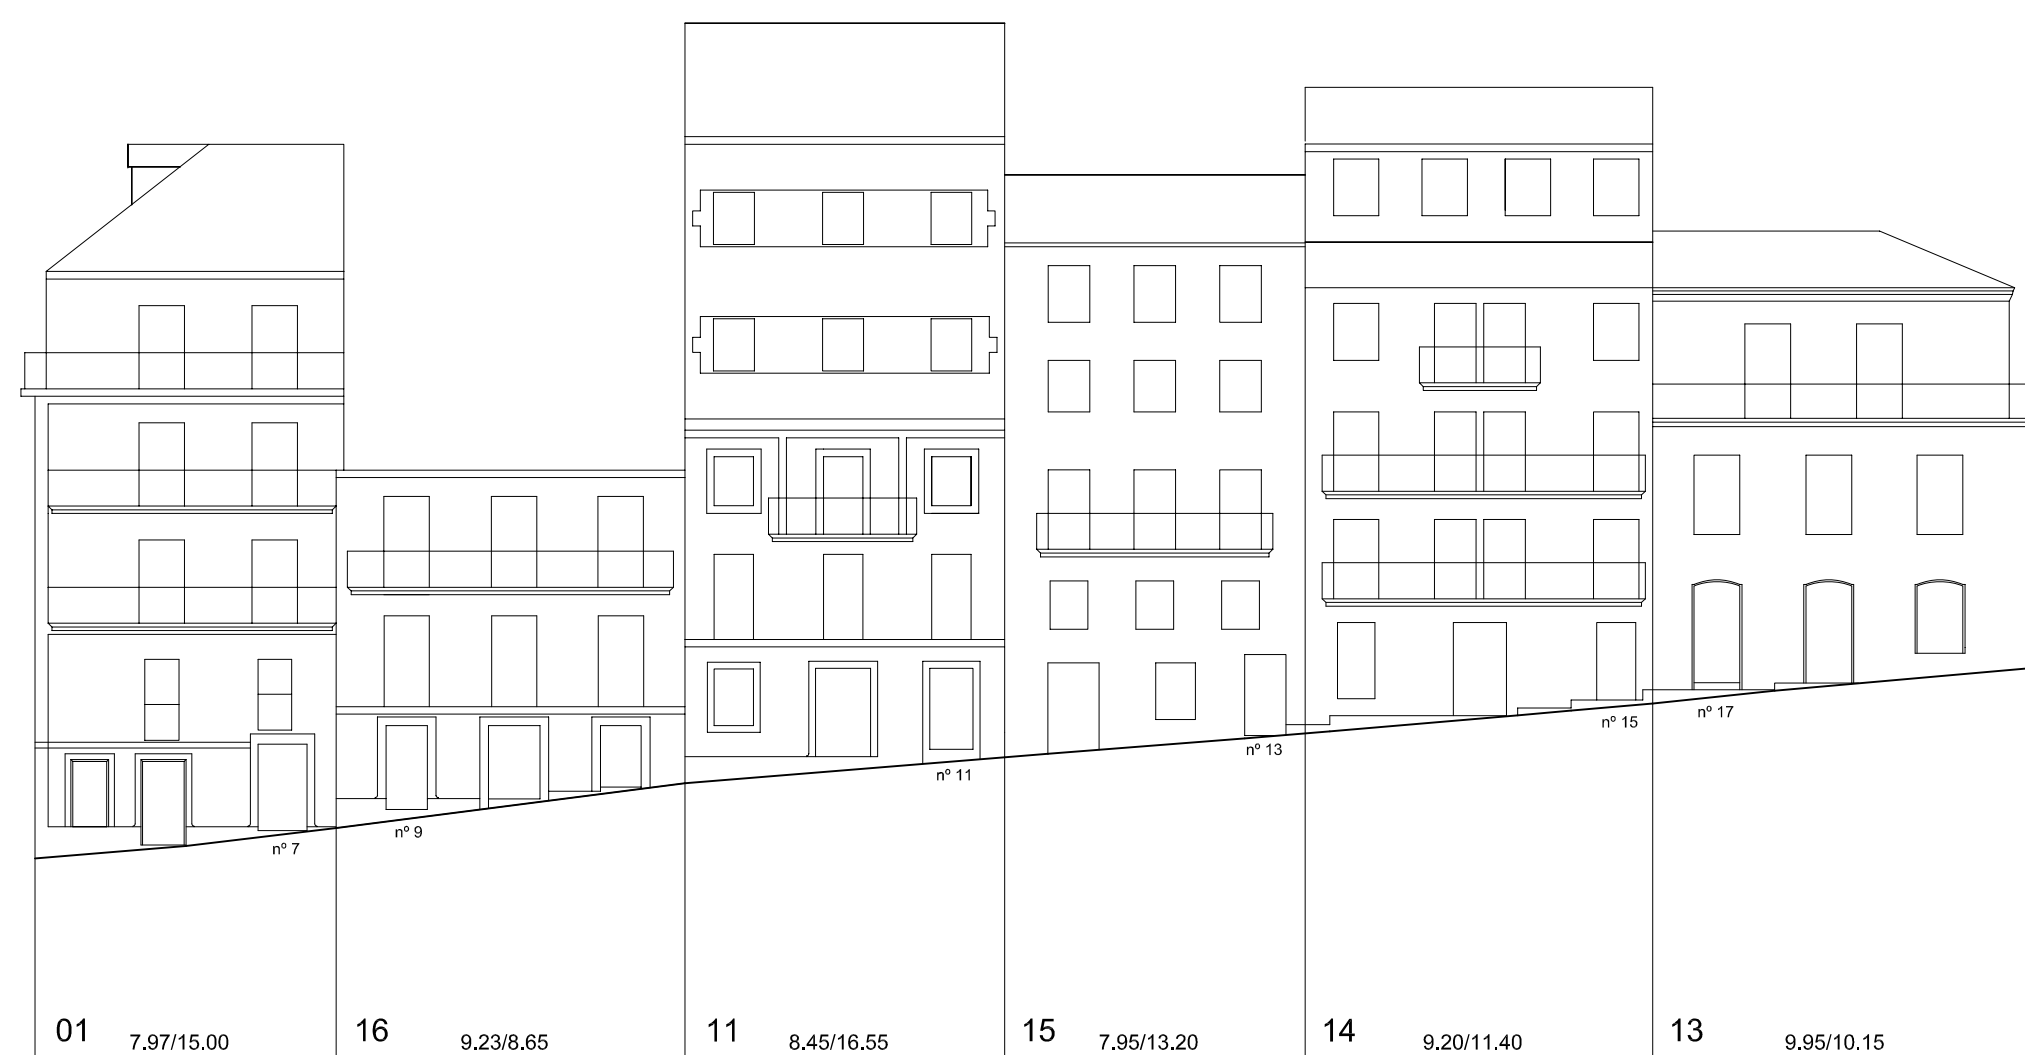 nº 7
nº 9
nº 11
nº 13
nº 15
nº 17
01 7.97/15.00
16 9.23/8.65
11 8.45/16.55
15 7.95/13.20
14 9.20/11.40
13 9.95/10.15